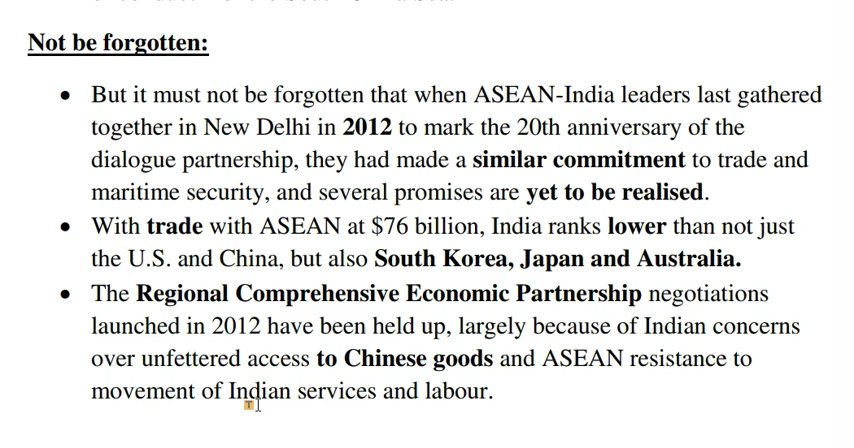 Not be forgotten:
• But it must not be forgotten that when ASEAN-India leaders last gathered
together in New Delhi in 2012 to mark the 20th anniversary of the
dialogue partnership, they had made a similar commitment to trade and
maritime security, and several promises are yet to be realised.
• With trade with ASEAN at $76 billion, India ranks lower than not just
the U.S. and China, but also South Korea, Japan and Australia.
• The Regional Comprehensive Economic Partnership negotiations
launched in 2012 have been held up, largely because of Indian concerns
over unfettered access to Chinese goods and ASEAN resistance to
movement of Indian services and labour.
T